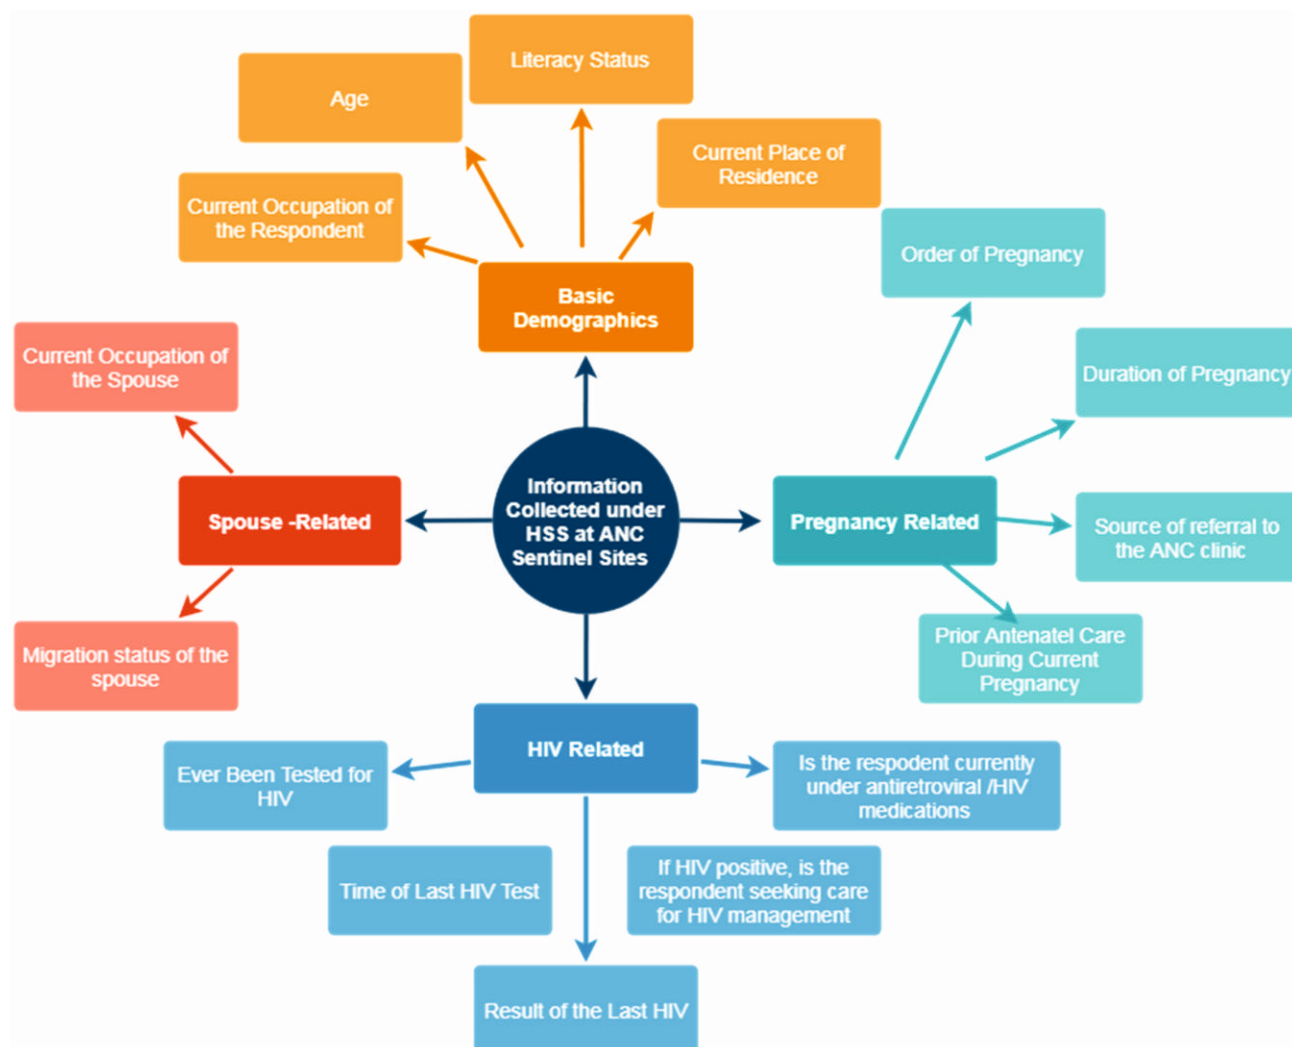 Literacy Status
Age
Current Place of
Residence
Current Occupation of
the Respondent
Order of Pregnancy
Basic
Demographics
Current Occupation of
the Spouse
Duration of Pregnancy
Information
Collected under
HSS at ANC
Sentinel Sites
Spouse -Related
Pregnancy Related
Source of referral to
the ANC clinic
Migration status of the
spouse
Prior Antenatel Care
During Current
Pregnancy
HIV Related
Ever Been Tested for
HIV
Is the respodent currently
under antiretroviral /HIV
medications
Time of Last HIV Test
If HIV positive, is the
respondent seeking care
for HIV management
Result of the Last HIV